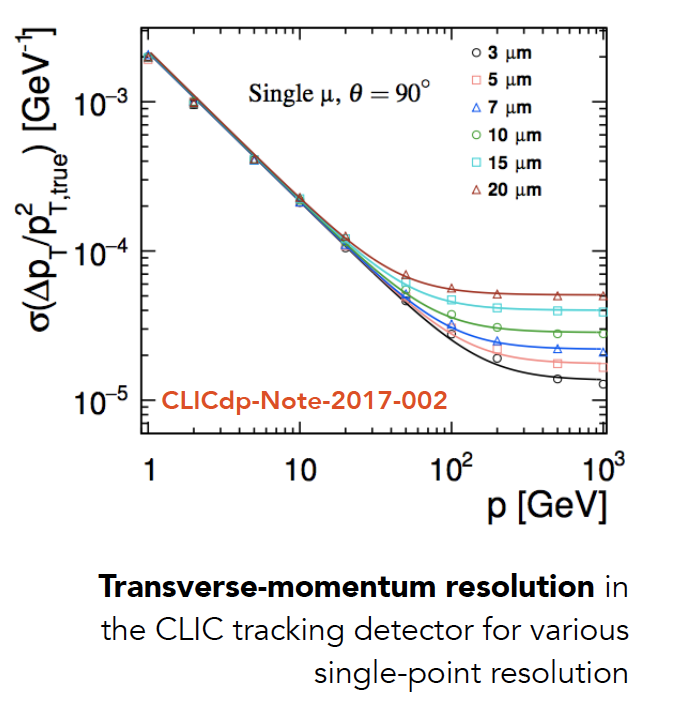 σ(Δp_T/p²_T,true) [GeV⁻¹]
10⁻³
10⁻⁴
10⁻⁵
Single μ, θ = 90°
3 μm
5 μm
7 μm
10 μm
15 μm
20 μm
CLICdp-Note-2017-002
1 10 10² 10³
p [GeV]
Transverse-momentum resolution in
the CLIC tracking detector for various
single-point resolution